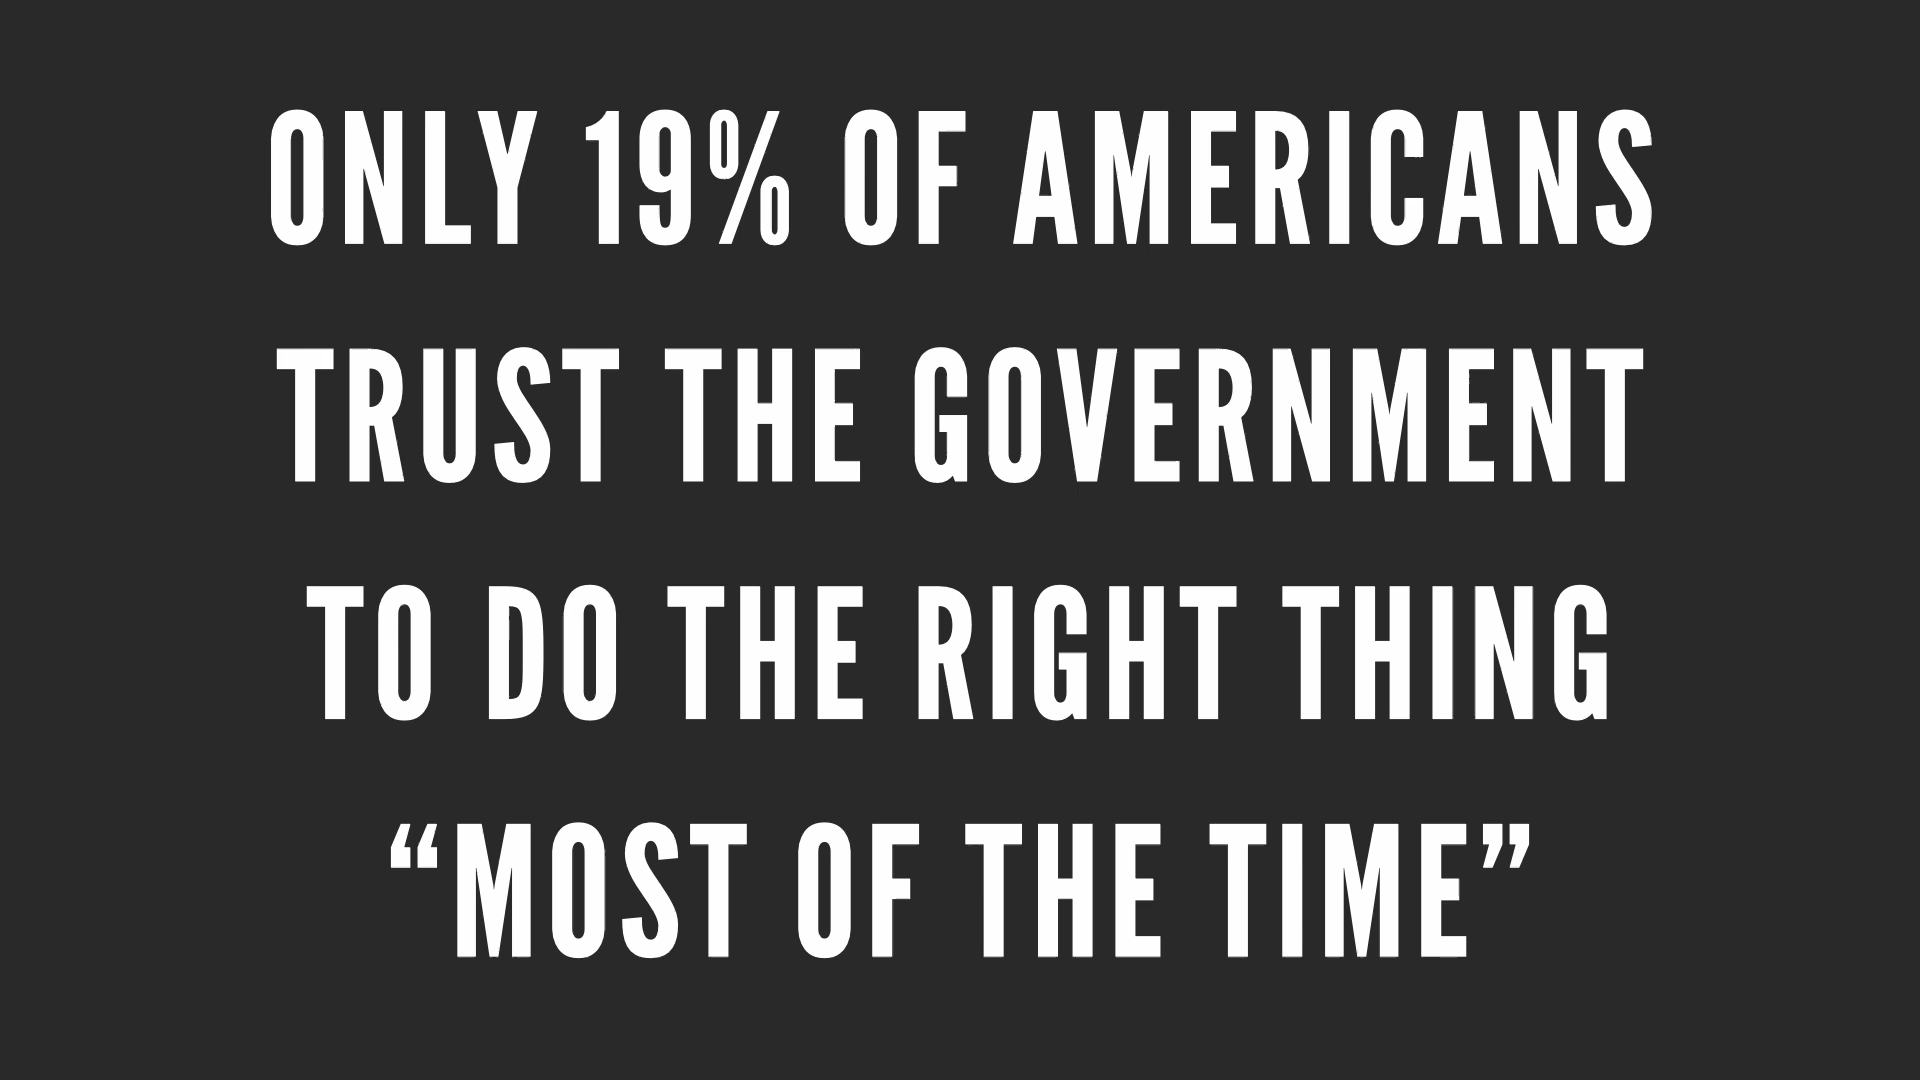 ONLY 19% OF AMERICANS
TRUST THE GOVERNMENT
TO DO THE RIGHT THING
“MOST OF THE TIME”